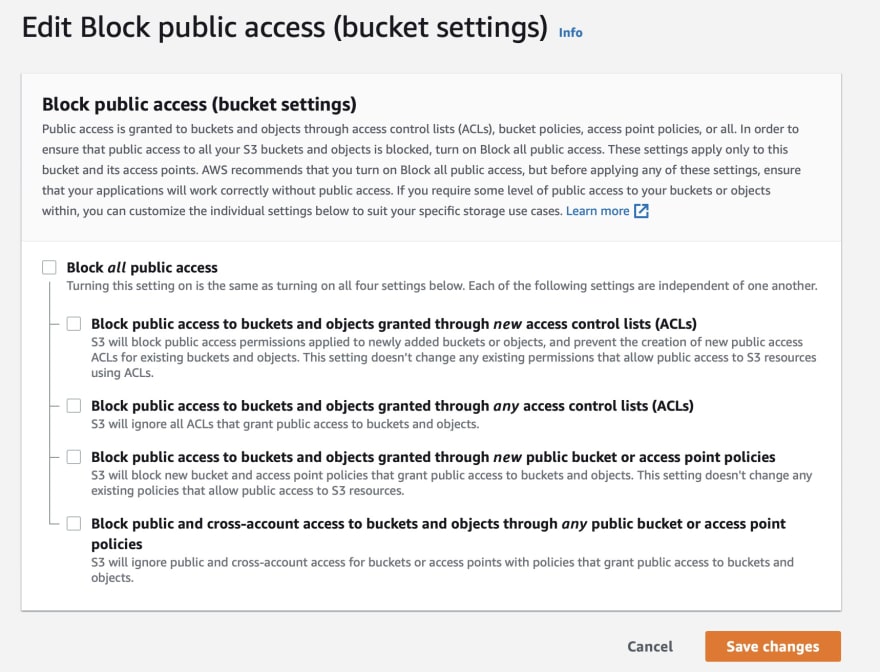 Edit Block public access (bucket settings) Info
Block public access (bucket settings)
Public access is granted to buckets and objects through access control lists (ACLs), bucket policies, access point policies, or all. In order to
ensure that public access to all your S3 buckets and objects is blocked, turn on Block all public access. These settings apply only to this
bucket and its access points. AWS recommends that you turn on Block all public access, but before applying any of these settings, ensure
that your applications will work correctly without public access. If you require some level of public access to your buckets or objects
within, you can customize the individual settings below to suit your specific storage use cases. Learn more
Block all public access
Turning this setting on is the same as turning on all four settings below. Each of the following settings are independent of one another.
Block public access to buckets and objects granted through new access control lists (ACLs)
S3 will block public access permissions applied to newly added buckets or objects, and prevent the creation of new public access
ACLs for existing buckets and objects. This setting doesn't change any existing permissions that allow public access to S3 resources
using ACLs.
Block public access to buckets and objects granted through any access control lists (ACLs)
S3 will ignore all ACLs that grant public access to buckets and objects.
Block public access to buckets and objects granted through new public bucket or access point policies
S3 will block new bucket and access point policies that grant public access to buckets and objects. This setting doesn't change any
existing policies that allow public access to S3 resources.
Block public and cross-account access to buckets and objects through any public bucket or access point
policies
S3 will ignore public and cross-account access for buckets or access points with policies that grant public access to buckets and
objects.
Cancel Save changes